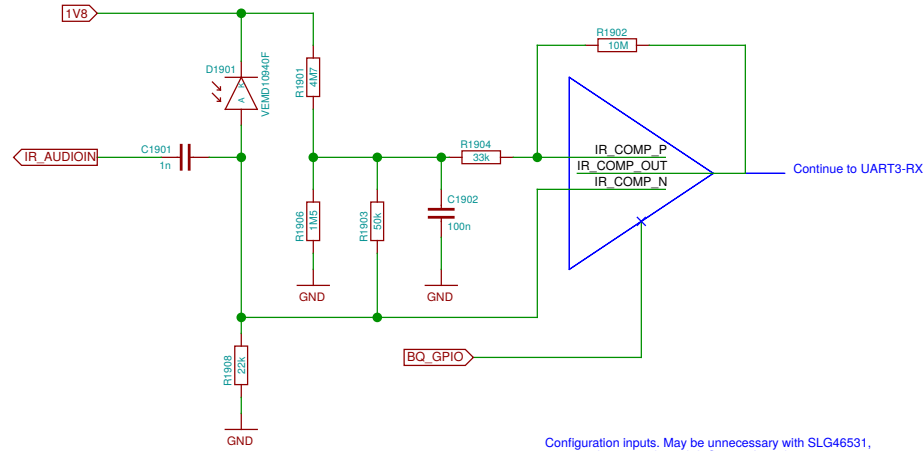 1V8
R1902
10M
D1901
K
A
VEMD10940F
R1901
4M7
IR_AUDIOIN
C1901
1n
R1904
33k
IR_COMP_P
IR_COMP_OUT
IR_COMP_N
Continue to UART3-RX
R1906
1M5
R1903
50k
C1902
100n
GND
GND
R1908
22k
BQ_GPIO
GND
Configuration inputs. May be unnecessary with SLG46531,